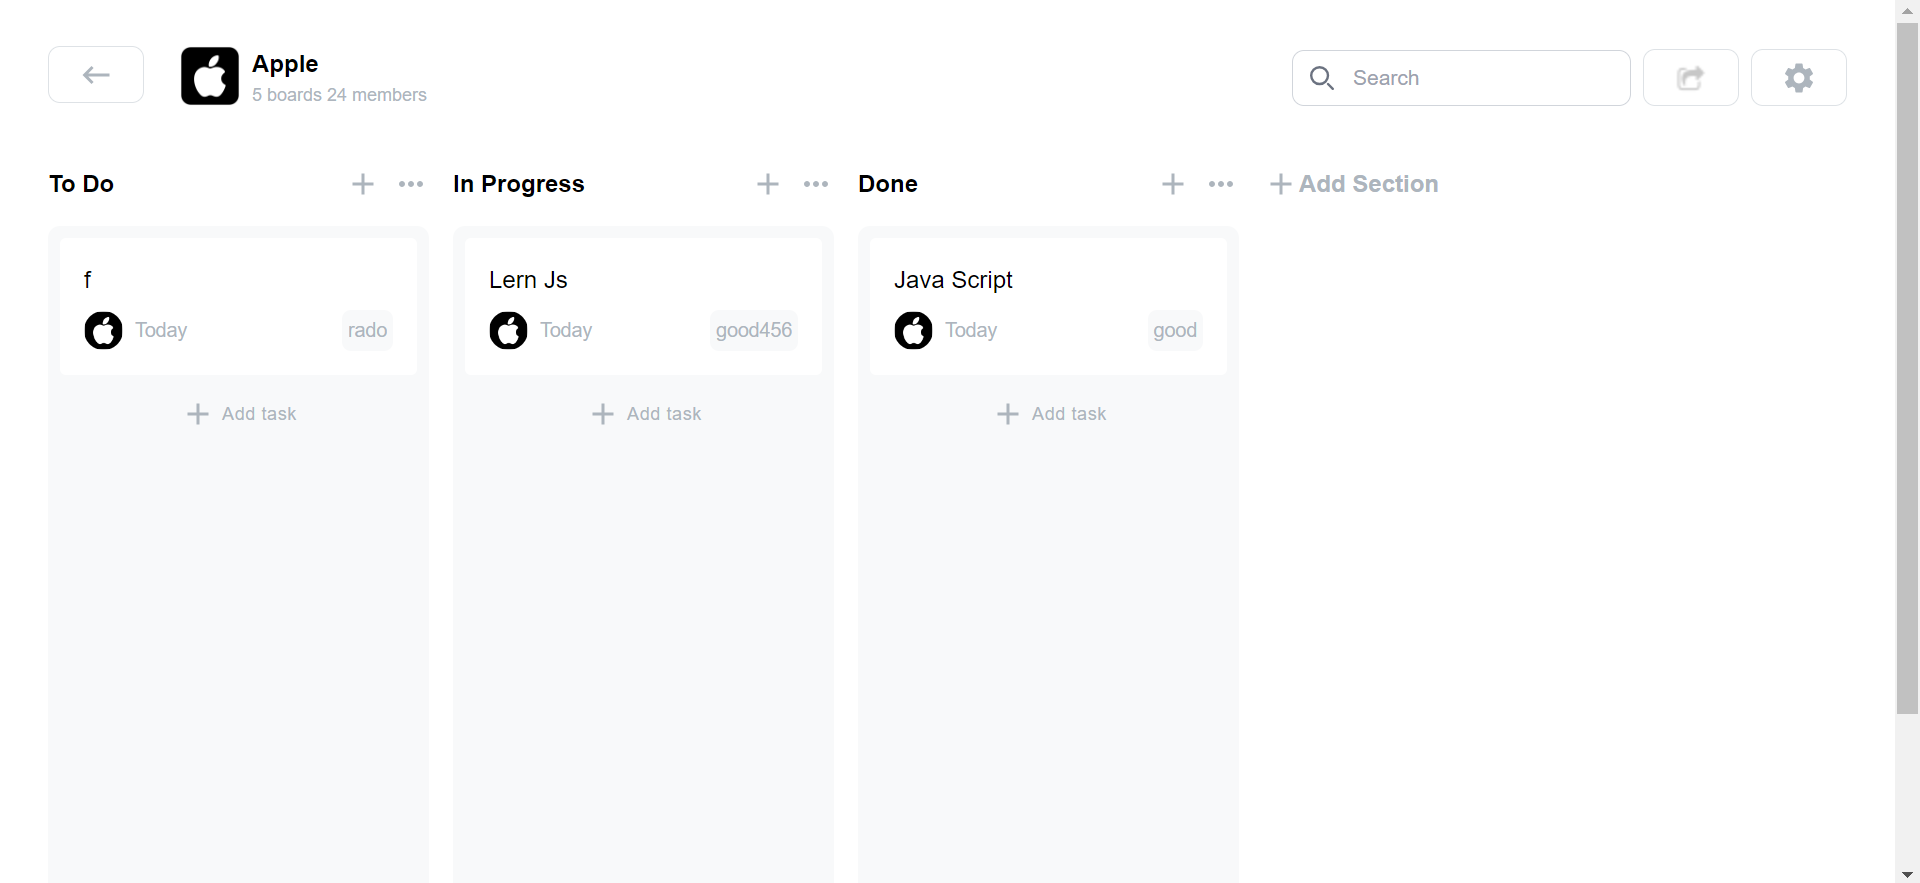 Apple
5 boards 24 members
Search
To Do
In Progress
Done
Add Section
f
Today
rado
Lern Js
Today
good456
Java Script
Today
good
Add task
Add task
Add task